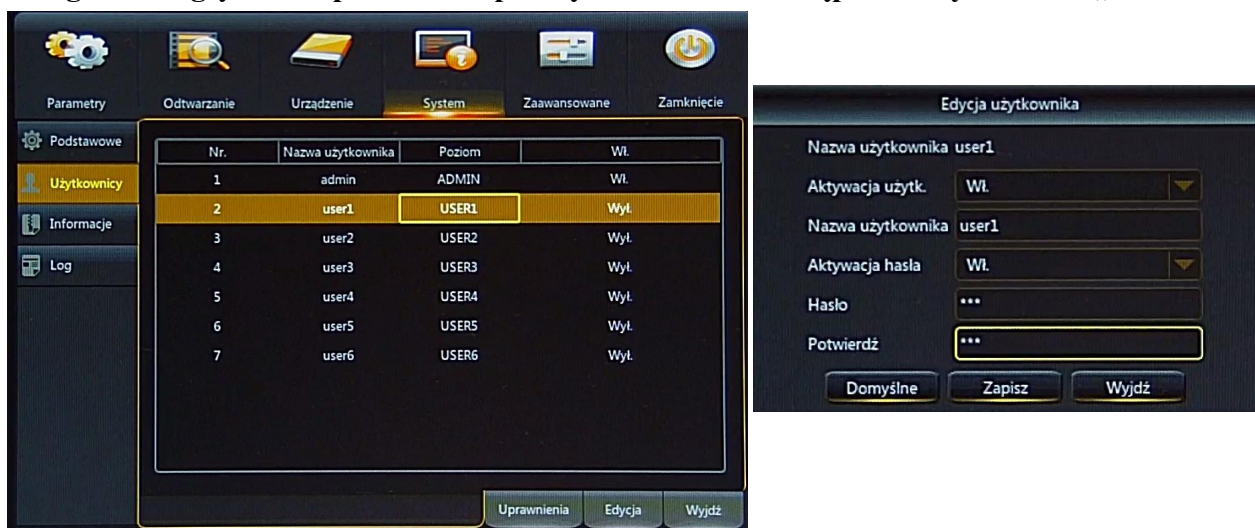 Parametry Odtwarzanie Urządzenie System Zaawansowane Zamknięcie
Podstawowe
Użytkownicy
Informacje
Log
Nr. Nazwa użytkownika Poziom Wł.
1 admin ADMIN Wł.
2 user1 USER1 Wył.
3 user2 USER2 Wył.
4 user3 USER3 Wył.
5 user4 USER4 Wył.
6 user5 USER5 Wył.
7 user6 USER6 Wył.
Uprawnienia Edycja Wyjdź
Edycja użytkownika
Nazwa użytkownika user1
Aktywacja użytk. Wł.
Nazwa użytkownika user1
Aktywacja hasla Wł.
Hasło ***
Potwierdź ***
Domyślne Zapisz Wyjdź